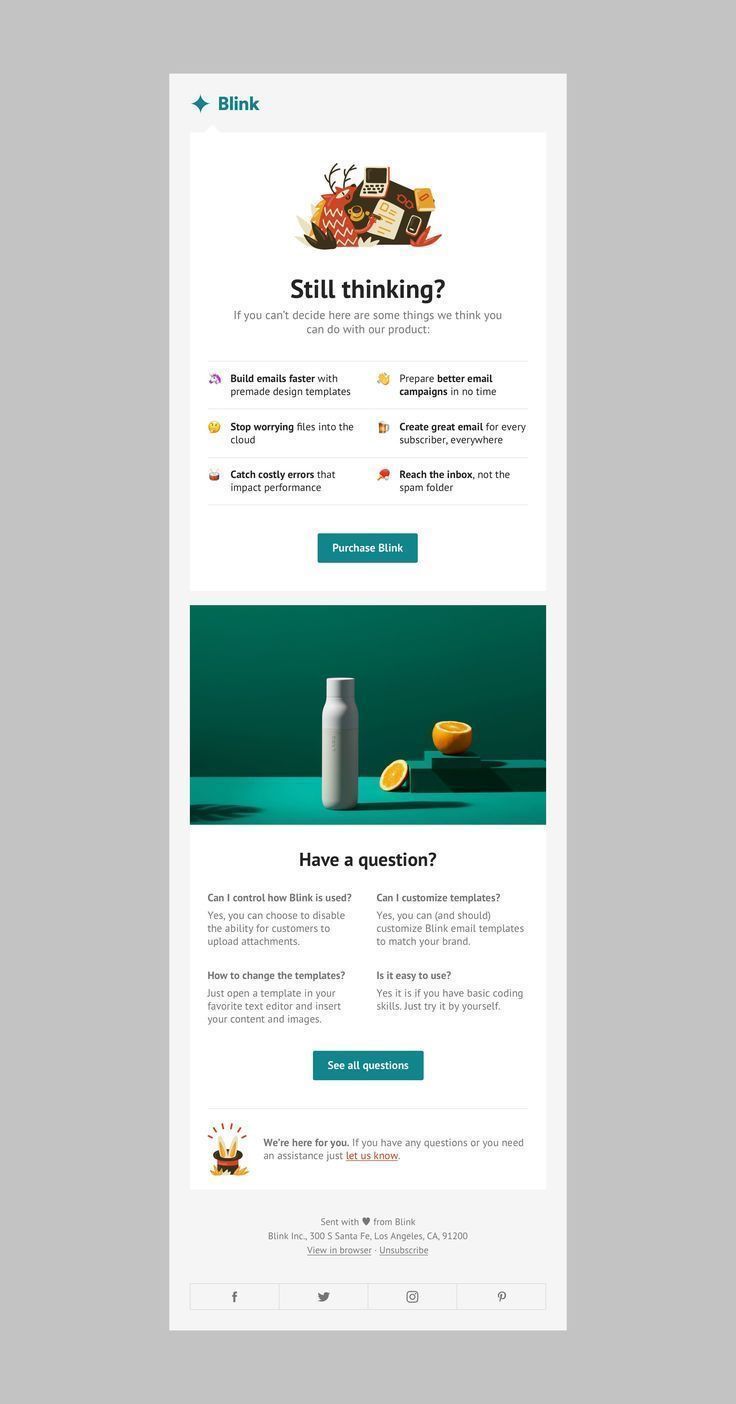 Blink
Still thinking?
If you can't decide here are some things we think you
can do with our product:
Build emails faster with
premade design templates
Prepare better email
campaigns in no time
Stop worrying files into the
cloud
Create great email for every
subscriber, everywhere
Catch costly errors that
impact performance
Reach the inbox, not the
spam folder
Purchase Blink
Have a question?
Can I control how Blink is used?
Yes, you can choose to disable
the ability for customers to
upload attachments.
Can I customize templates?
Yes, you can (and should)
customize Blink email templates
to match your brand.
How to change the templates?
Just open a template in your
favorite text editor and insert
your content and images.
Is it easy to use?
Yes it is if you have basic coding
skills. Just try it by yourself.
See all questions
We're here for you. If you have any questions or you need
an assistance just let us know.
Sent with ♥ from Blink
Blink Inc., 300 S Santa Fe, Los Angeles, CA, 91200
View in browser · Unsubscribe